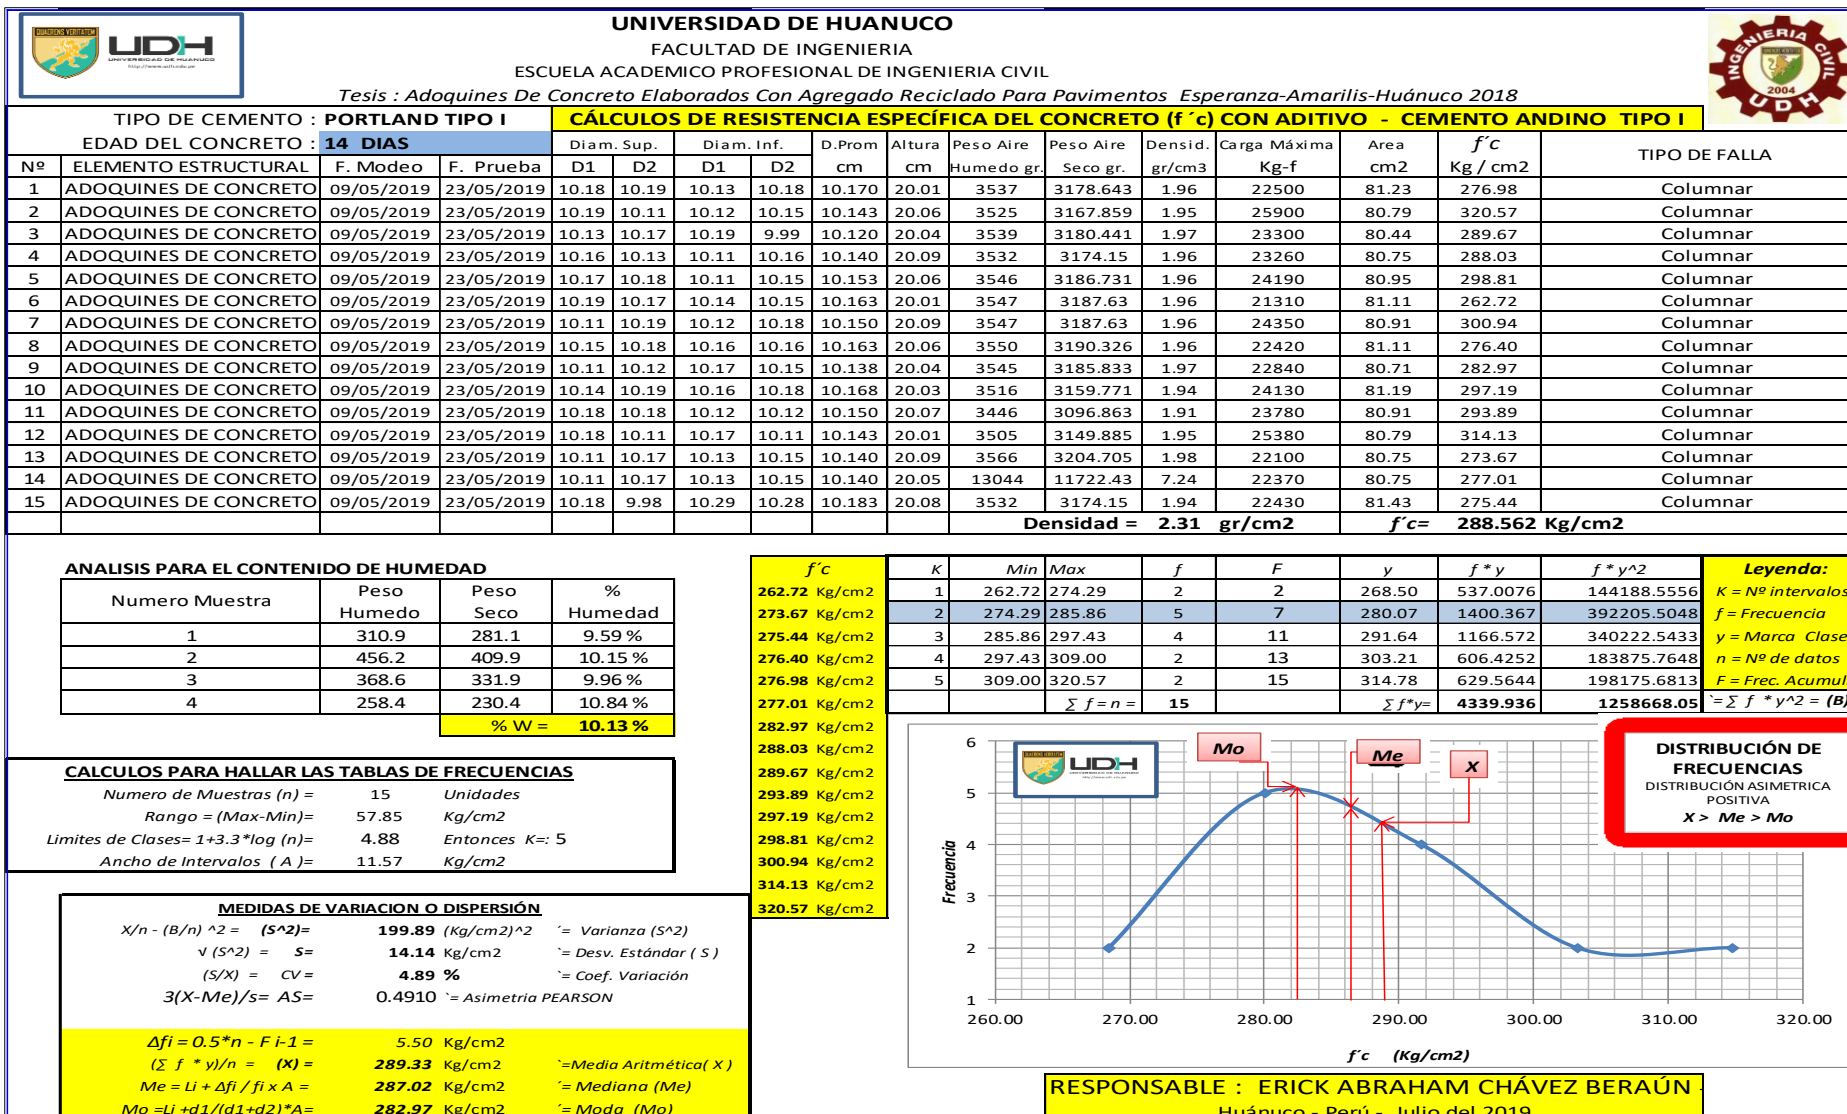 UNIVERSIDAD DE HUANUCO
FACULTAD DE INGENIERIA
ESCUELA ACADEMICO PROFESIONAL DE INGENIERIA CIVIL
Tesis : Adoquines De Concreto Elaborados Con Agregado Reciclado Para Pavimentos Esperanza-Amarilis-Huánuco 2018
QUAERENS VERITATEM
UDH
UNIVERSIDAD DE HUANUCO
http://www.udh.edu.pe
INGENIERIA CIVIL
2004
UDH
TIPO DE CEMENTO : PORTLAND TIPO I CÁLCULOS DE RESISTENCIA ESPECÍFICA DEL CONCRETO (f ´c) CON ADITIVO - CEMENTO ANDINO TIPO I
EDAD DEL CONCRETO : 14 DIAS Diam. Sup. Diam. Inf. D.Prom Altura Peso Aire Peso Aire Densid. Carga Máxima Area f´c TIPO DE FALLA
Nº ELEMENTO ESTRUCTURAL F. Modeo F. Prueba D1 D2 D1 D2 cm cm Humedo gr. Seco gr. gr/cm3 Kg-f cm2 Kg / cm2
1 ADOQUINES DE CONCRETO 09/05/2019 23/05/2019 10.18 10.19 10.13 10.18 10.170 20.01 3537 3178.643 1.96 22500 81.23 276.98 Columnar
2 ADOQUINES DE CONCRETO 09/05/2019 23/05/2019 10.19 10.11 10.12 10.15 10.143 20.06 3525 3167.859 1.95 25900 80.79 320.57 Columnar
3 ADOQUINES DE CONCRETO 09/05/2019 23/05/2019 10.13 10.17 10.19 9.99 10.120 20.04 3539 3180.441 1.97 23300 80.44 289.67 Columnar
4 ADOQUINES DE CONCRETO 09/05/2019 23/05/2019 10.16 10.13 10.11 10.16 10.140 20.09 3532 3174.15 1.96 23260 80.75 288.03 Columnar
5 ADOQUINES DE CONCRETO 09/05/2019 23/05/2019 10.17 10.18 10.11 10.15 10.153 20.06 3546 3186.731 1.96 24190 80.95 298.81 Columnar
6 ADOQUINES DE CONCRETO 09/05/2019 23/05/2019 10.19 10.17 10.14 10.15 10.163 20.01 3547 3187.63 1.96 21310 81.11 262.72 Columnar
7 ADOQUINES DE CONCRETO 09/05/2019 23/05/2019 10.11 10.19 10.12 10.18 10.150 20.09 3547 3187.63 1.96 24350 80.91 300.94 Columnar
8 ADOQUINES DE CONCRETO 09/05/2019 23/05/2019 10.15 10.18 10.16 10.16 10.163 20.06 3550 3190.326 1.96 22420 81.11 276.40 Columnar
9 ADOQUINES DE CONCRETO 09/05/2019 23/05/2019 10.11 10.12 10.17 10.15 10.138 20.04 3545 3185.833 1.97 22840 80.71 282.97 Columnar
10 ADOQUINES DE CONCRETO 09/05/2019 23/05/2019 10.14 10.19 10.16 10.18 10.168 20.03 3516 3159.771 1.94 24130 81.19 297.19 Columnar
11 ADOQUINES DE CONCRETO 09/05/2019 23/05/2019 10.18 10.18 10.12 10.12 10.150 20.07 3446 3096.863 1.91 23780 80.91 293.89 Columnar
12 ADOQUINES DE CONCRETO 09/05/2019 23/05/2019 10.18 10.11 10.17 10.11 10.143 20.01 3505 3149.885 1.95 25380 80.79 314.13 Columnar
13 ADOQUINES DE CONCRETO 09/05/2019 23/05/2019 10.11 10.17 10.13 10.15 10.140 20.09 3566 3204.705 1.98 22100 80.75 273.67 Columnar
14 ADOQUINES DE CONCRETO 09/05/2019 23/05/2019 10.11 10.17 10.13 10.15 10.140 20.05 13044 11722.43 7.24 22370 80.75 277.01 Columnar
15 ADOQUINES DE CONCRETO 09/05/2019 23/05/2019 10.18 9.98 10.29 10.28 10.183 20.08 3532 3174.15 1.94 22430 81.43 275.44 Columnar
Densidad = 2.31 gr/cm2 f´c= 288.562 Kg/cm2
ANALISIS PARA EL CONTENIDO DE HUMEDAD
Numero Muestra Peso Humedo Peso Seco % Humedad
1 310.9 281.1 9.59 %
2 456.2 409.9 10.15 %
3 368.6 331.9 9.96 %
4 258.4 230.4 10.84 %
% W = 10.13 %
CALCULOS PARA HALLAR LAS TABLAS DE FRECUENCIAS
Numero de Muestras (n) = 15 Unidades
Rango = (Max-Min)= 57.85 Kg/cm2
Limites de Clases= 1+3.3*log (n)= 4.88 Entonces K=: 5
Ancho de Intervalos ( A )= 11.57 Kg/cm2
MEDIDAS DE VARIACION O DISPERSIÓN
X/n - (B/n) ^2 = (S^2)= 199.89 (Kg/cm2)^2 ´= Varianza (S^2)
√ (S^2) = S= 14.14 Kg/cm2 `= Desv. Estándar ( S )
(S/X) = CV = 4.89 % `= Coef. Variación
3(X-Me)/s= AS= 0.4910 `= Asimetria PEARSON
Δfi = 0.5*n - F i-1 = 5.50 Kg/cm2
(∑ f * y)/n = (X) = 289.33 Kg/cm2 `=Media Aritmética( X )
Me = Li + Δfi / fi x A = 287.02 Kg/cm2 ´= Mediana (Me)
Mo =Li +d1/(d1+d2)*A= 282.97 Kg/cm2 ´= Moda (Mo)
f´c
262.72 Kg/cm2
273.67 Kg/cm2
275.44 Kg/cm2
276.40 Kg/cm2
276.98 Kg/cm2
277.01 Kg/cm2
282.97 Kg/cm2
288.03 Kg/cm2
289.67 Kg/cm2
293.89 Kg/cm2
297.19 Kg/cm2
298.81 Kg/cm2
300.94 Kg/cm2
314.13 Kg/cm2
320.57 Kg/cm2
K Min Max f F y f * y f * y^2 Leyenda:
1 262.72 274.29 2 2 268.50 537.0076 144188.5556 K = Nº intervalos
2 274.29 285.86 5 7 280.07 1400.367 392205.5048 f = Frecuencia
3 285.86 297.43 4 11 291.64 1166.572 340222.5433 y = Marca Clase
4 297.43 309.00 2 13 303.21 606.4252 183875.7648 n = Nº de datos
5 309.00 320.57 2 15 314.78 629.5644 198175.6813 F = Frec. Acumul
∑ f = n = 15 ∑ f*y= 4339.936 1258668.05 `=∑ f * y^2 = (B)
UDH
Mo
Me
X
DISTRIBUCIÓN DE
FRECUENCIAS
DISTRIBUCIÓN ASIMETRICA
POSITIVA
X > Me > Mo
Frecuencia
6
5
4
3
2
1
260.00 270.00 280.00 290.00 300.00 310.00 320.00
f´c (Kg/cm2)
RESPONSABLE : ERICK ABRAHAM CHÁVEZ BERAÚN
Huánuco - Perú - Julio del 2019